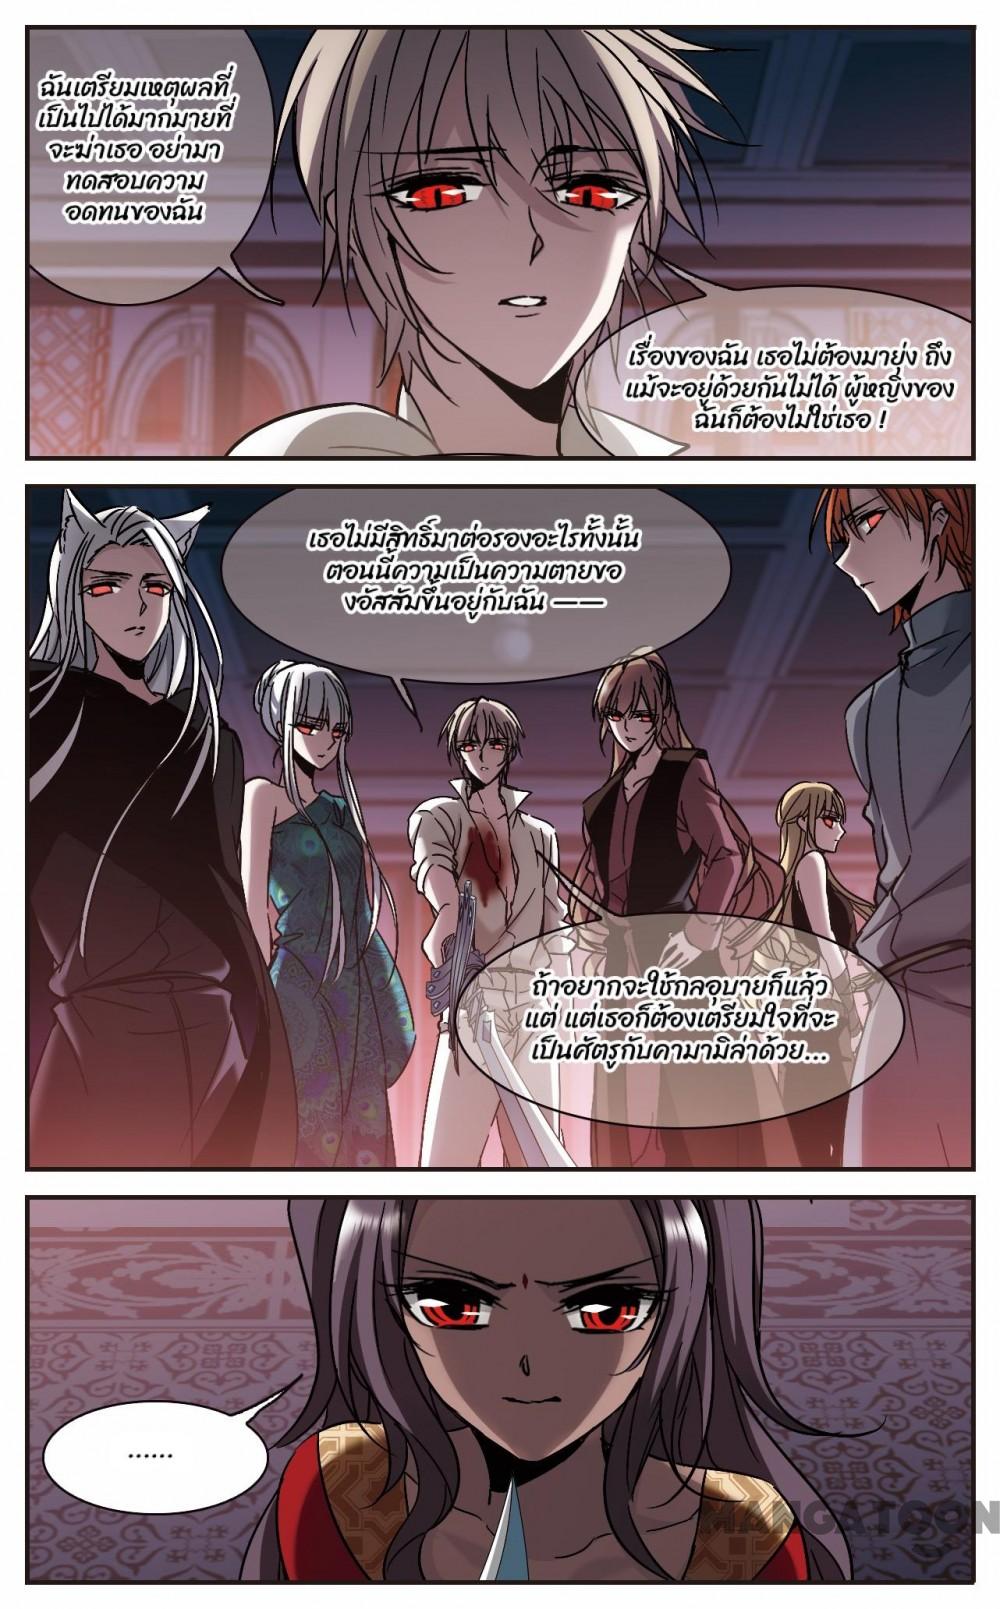 ฉันเตรียมเหตุผลที่
เป็นไปได้มากมายที่
จะฆ่าเธอ อย่ามา
ทดสอบความ
อดทนของฉัน
เรื่องของฉัน เธอไม่ต้องมายุ่ง ถึง
แม้จะอยู่ด้วยกันไม่ได้ ผู้หญิงของ
ฉันก็ต้องไม่ใช่เธอ !
เธอไม่มีสิทธิ์มาต่อรองอะไรทั้งนั้น
ตอนนี้ความเป็นความตายขอ
งอัสสัมขึ้นอยู่กับฉัน ——
ถ้าอยากจะใช้กลอุบายก็แล้ว
แต่ แต่เธอก็ต้องเตรียมใจที่จะ
เป็นศัตรูกับคามามิล่าด้วย...
......
MANGATOON